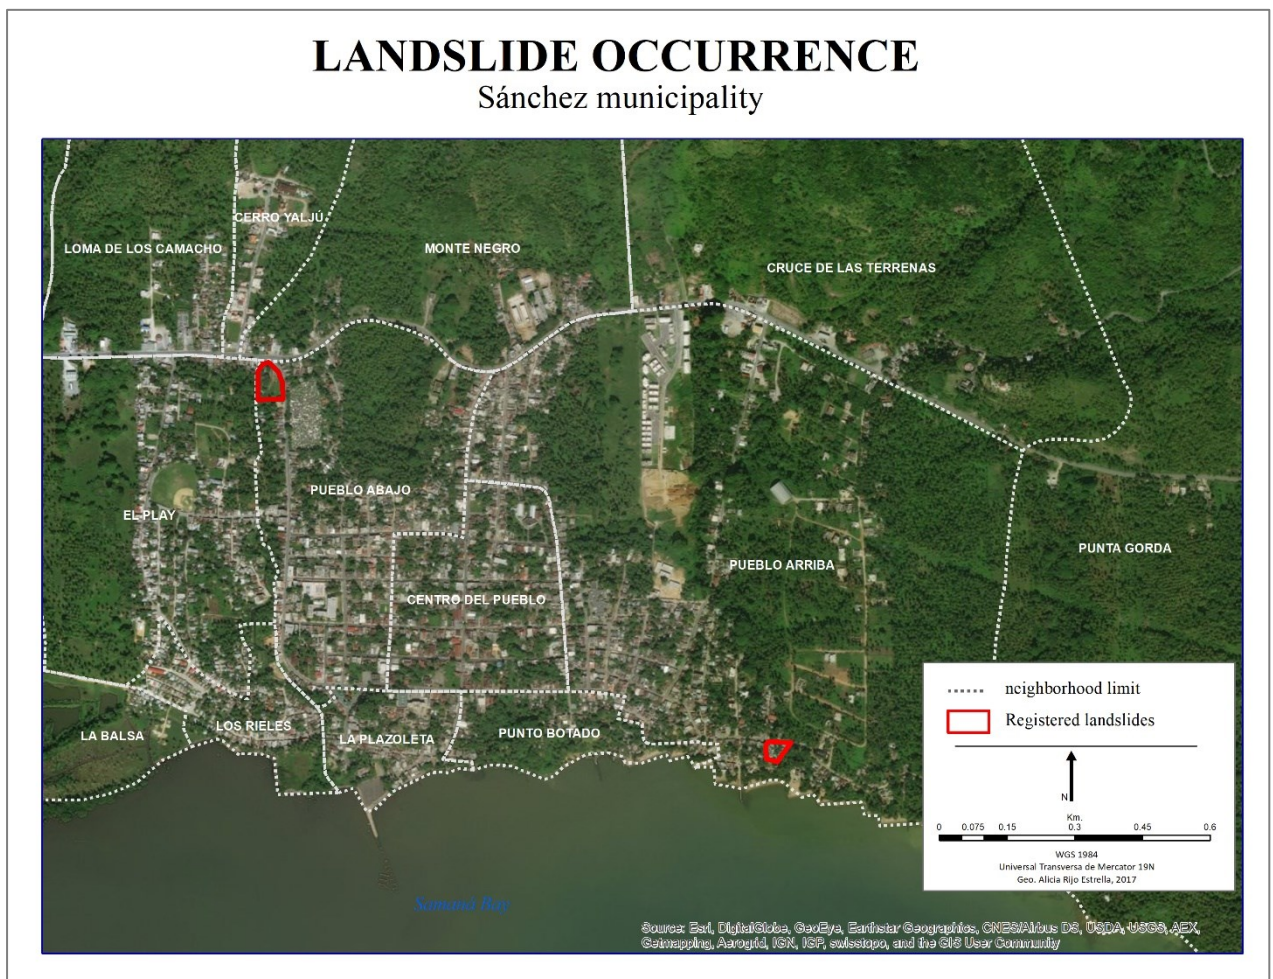 LANDSLIDE OCCURRENCE
Sánchez municipality
CERRO YALJÚ
LOMA DE LOS CAMACHO
MONTE NEGRO
CRUCE DE LAS TERRENAS
PUEBLO ABAJO
EL PLAY
PUNTA GORDA
PUEBLO ARRIBA
CENTRO DEL PUEBLO
LOS RIELES
LA BALSA
LA PLAZOLETA
PUNTO BOTADO
neighborhood limit
Registered landslides
N
Km.
0 0.075 0.15 0.3 0.45 0.6
WGS 1984
Universal Transversa de Mercator 19N
Geo. Alicia Rijo Estrella, 2017
Samaná Bay
Source: Esri, DigitalGlobe, GeoEye, Earthstar Geographics, CNES/Airbus DS, USDA, USGS, AEX,
Getmapping, Aerogrid, IGN, IGP, swisstopo, and the GIS User Community